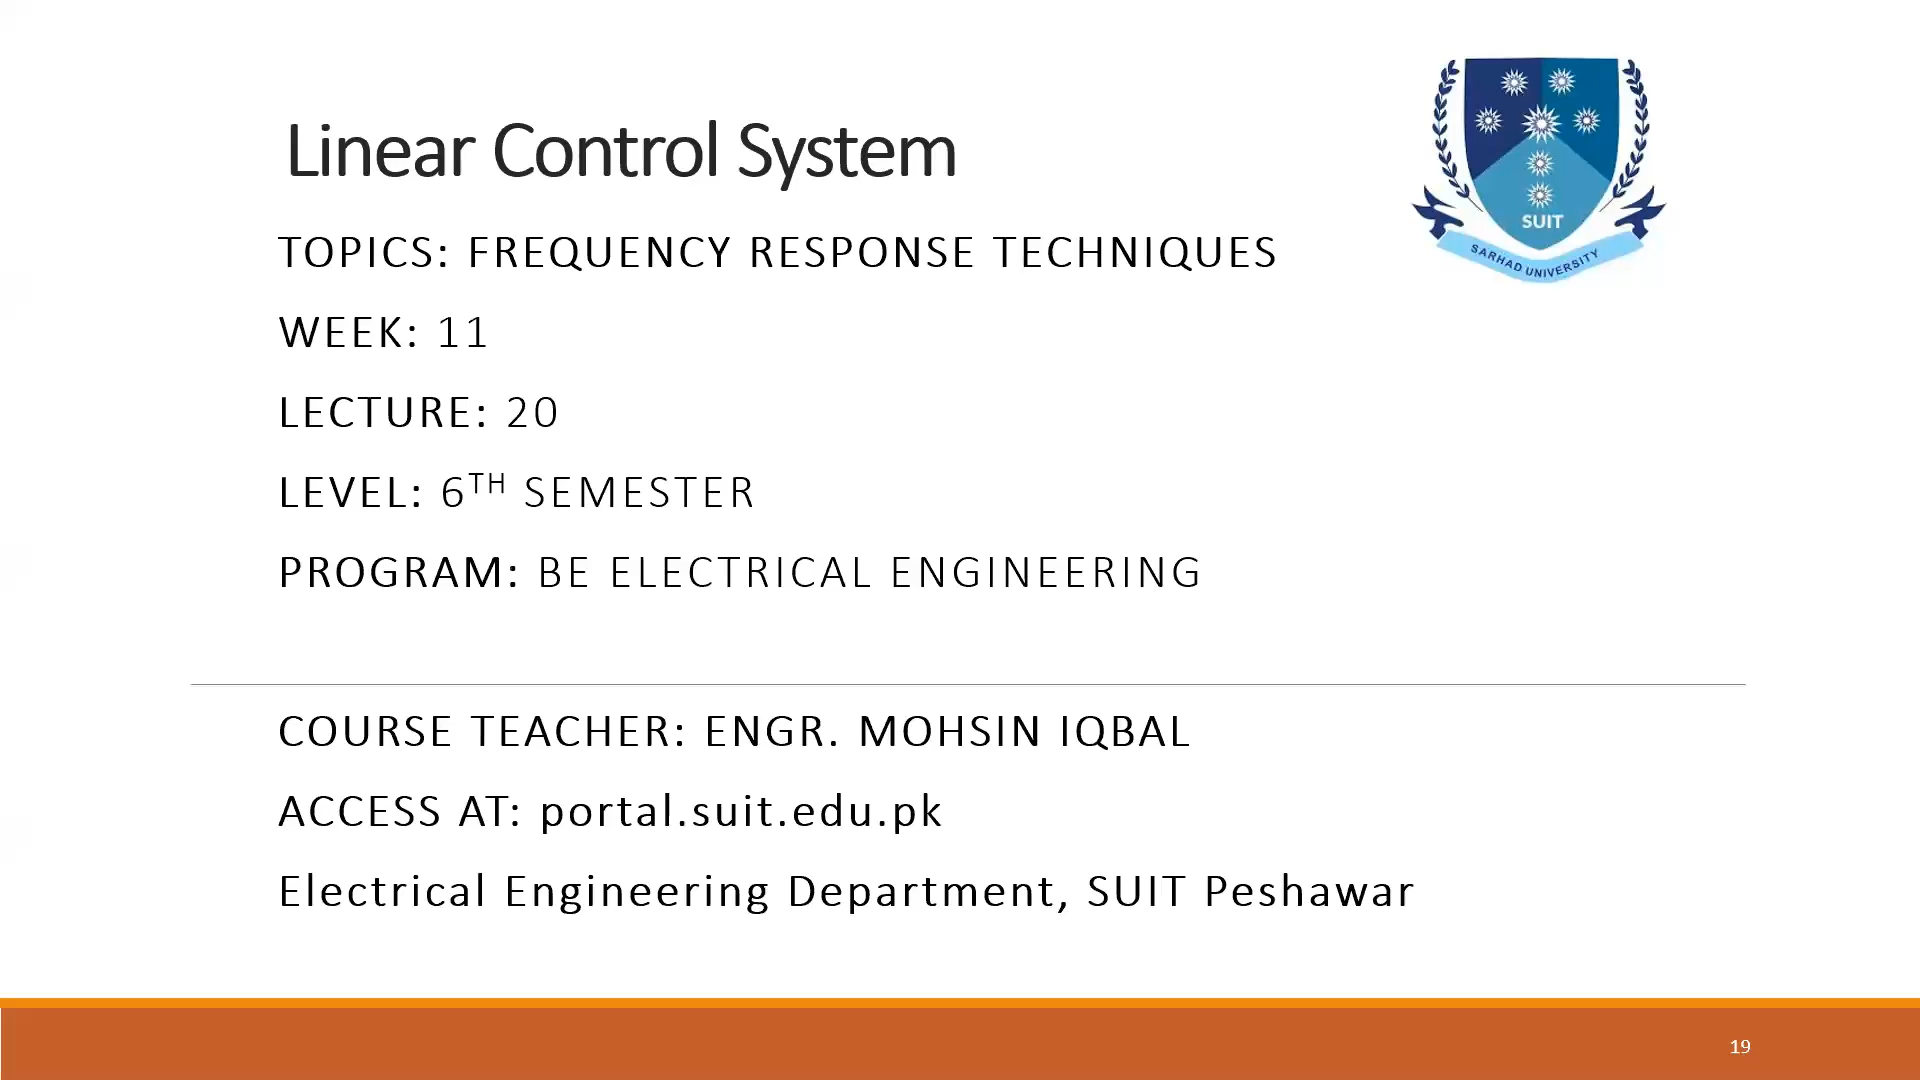 Linear Control System
TOPICS: FREQUENCY RESPONSE TECHNIQUES
WEEK: 11
LECTURE: 20
LEVEL: 6TH SEMESTER
PROGRAM: BE ELECTRICAL ENGINEERING
SUIT
SARHAD UNIVERSITY
COURSE TEACHER: ENGR. MOHSIN IQBAL
ACCESS AT: portal.suit.edu.pk
Electrical Engineering Department, SUIT Peshawar
19